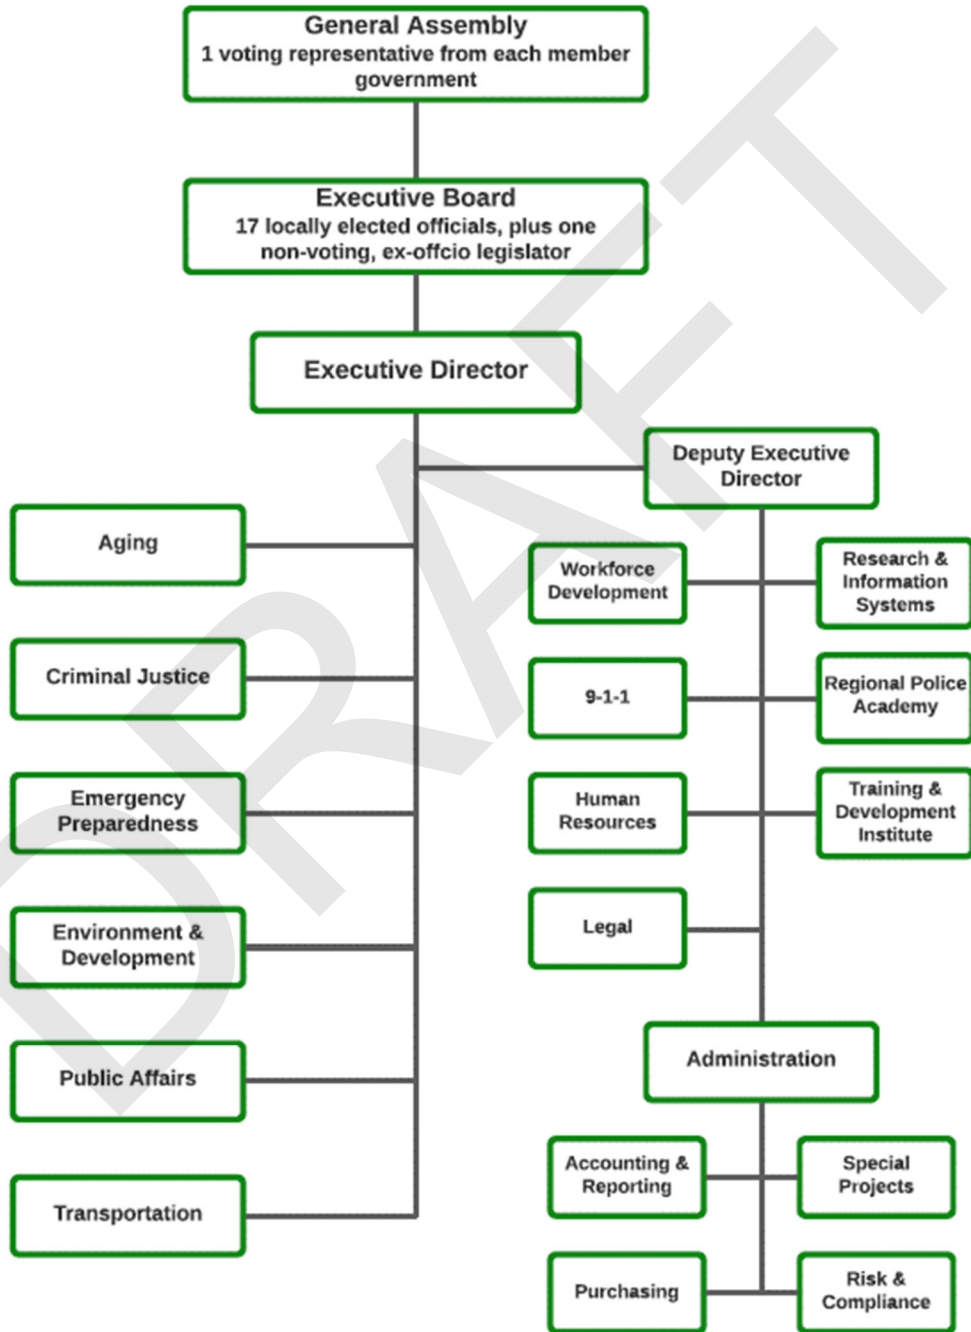 General Assembly
1 voting representative from each member
government
Executive Board
17 locally elected officials, plus one
non-voting, ex-offcio legislator
Executive Director
Deputy Executive
Director
Aging
Criminal Justice
Emergency
Preparedness
Environment &
Development
Public Affairs
Transportation
Workforce
Development
Research &
Information
Systems
9-1-1
Regional Police
Academy
Human
Resources
Training &
Development
Institute
Legal
Administration
Accounting &
Reporting
Special
Projects
Purchasing
Risk &
Compliance
DRAFT